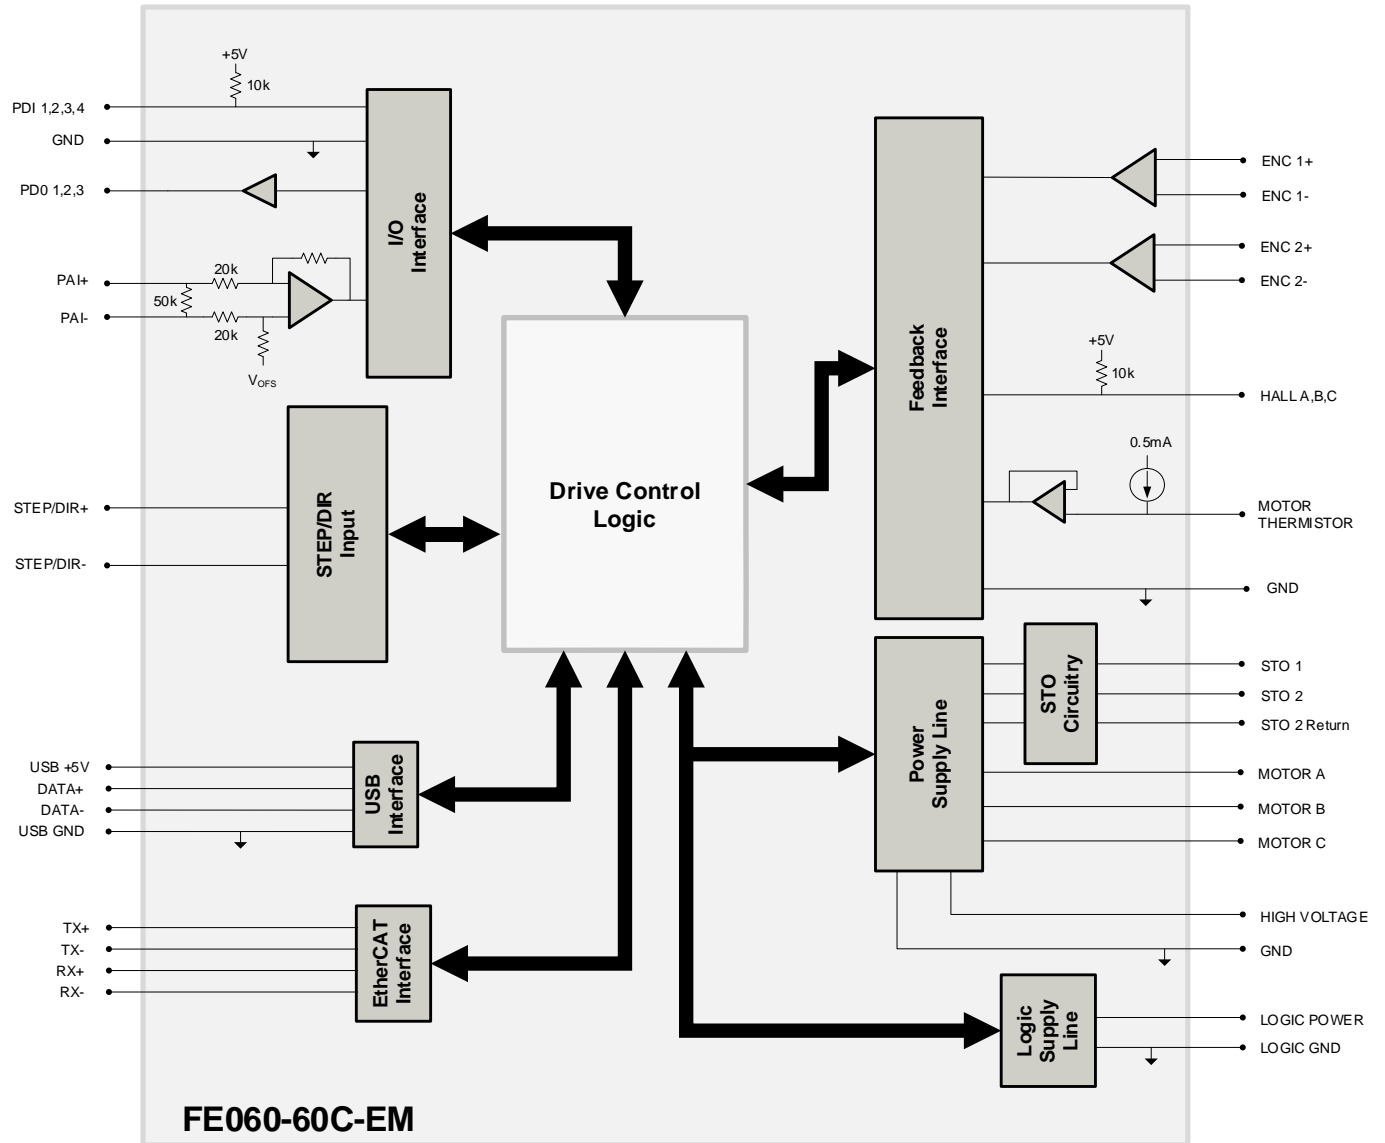 +5V
10k
PDI 1,2,3,4
GND
PD0 1,2,3
PAI+
20k
50k
PAI-
20k
VOFS
I/O
Interface
STEP/DIR+
STEP/DIR-
STEP/DIR
Input
USB +5V
DATA+
DATA-
USB GND
USB
Interface
TX+
TX-
RX+
RX-
EtherCAT
Interface
Drive Control
Logic
Feedback
Interface
ENC 1+
ENC 1-
ENC 2+
ENC 2-
+5V
10k
HALL A,B,C
0.5mA
MOTOR
THERMISTOR
GND
Power
Supply Line
STO
Circuitry
STO 1
STO 2
STO 2 Return
MOTOR A
MOTOR B
MOTOR C
HIGH VOLTAGE
GND
Logic
Supply
Line
LOGIC POWER
LOGIC GND
FE060-60C-EM